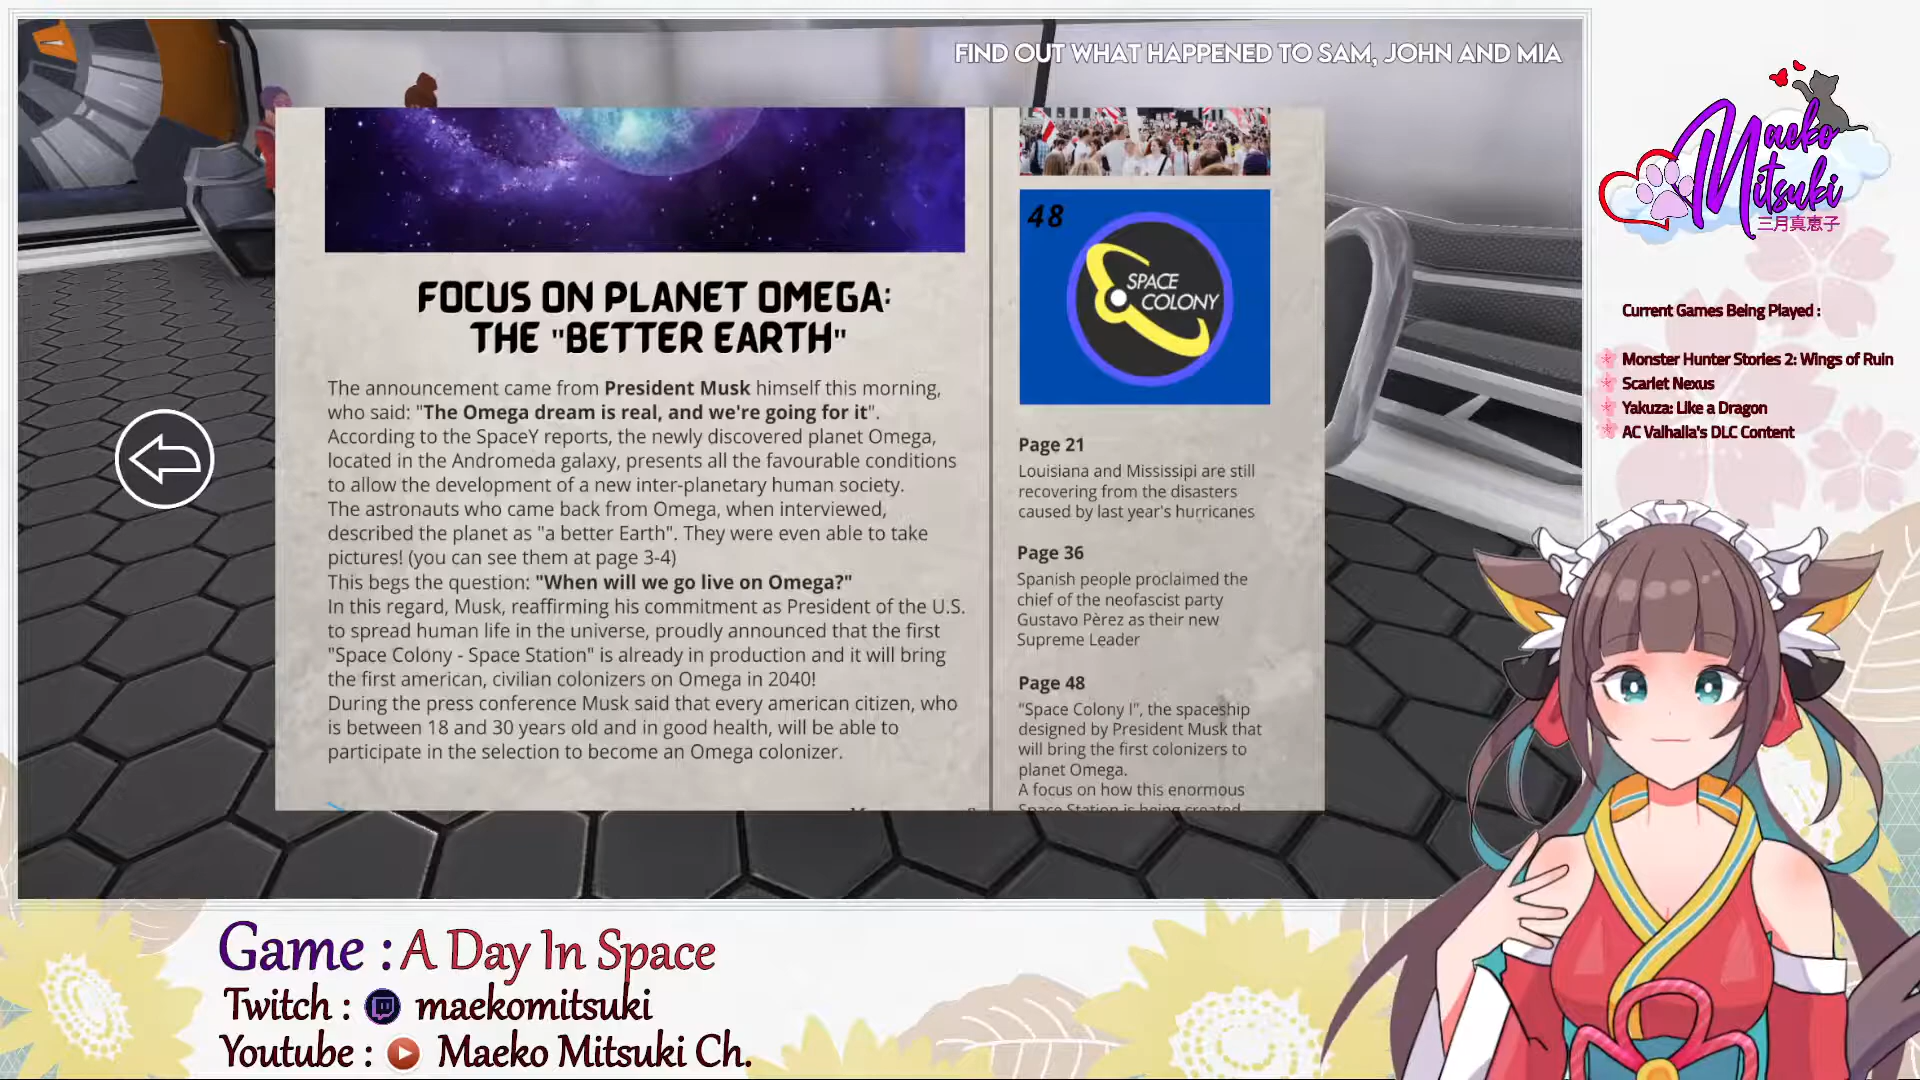 FIND OUT WHAT HAPPENED TO SAM, JOHN AND MIA
FOCUS ON PLANET OMEGA:
THE "BETTER EARTH"
The announcement came from President Musk himself this morning,
who said: "The Omega dream is real, and we're going for it".
According to the SpaceY reports, the newly discovered planet Omega,
located in the Andromeda galaxy, presents all the favourable conditions
to allow the development of a new inter-planetary human society.
The astronauts who came back from Omega, when interviewed,
described the planet as "a better Earth". They were even able to take
pictures! (you can see them at page 3-4)
This begs the question: "When will we go live on Omega?"
In this regard, Musk, reaffirming his commitment as President of the U.S.
to spread human life in the universe, proudly announced that the first
"Space Colony - Space Station" is already in production and it will bring
the first american, civilian colonizers on Omega in 2040!
During the press conference Musk said that every american citizen, who
is between 18 and 30 years old and in good health, will be able to
participate in the selection to become an Omega colonizer.
48
SPACE
COLONY
Page 21
Louisiana and Mississipi are still
recovering from the disasters
caused by last year's hurricanes
Page 36
Spanish people proclaimed the
chief of the neofascist party
Gustavo Pèrez as their new
Supreme Leader
Page 48
"Space Colony I", the spaceship
designed by President Musk that
will bring the first colonizers to
planet Omega.
A focus on how this enormous
Space Station is being created
Maeko
Mitsuki
三月真恵子
Current Games Being Played :
Monster Hunter Stories 2: Wings of Ruin
Scarlet Nexus
Yakuza: Like a Dragon
AC Valhalla's DLC Content
Game : A Day In Space
Twitch : maekomitsuki
Youtube : Maeko Mitsuki Ch.